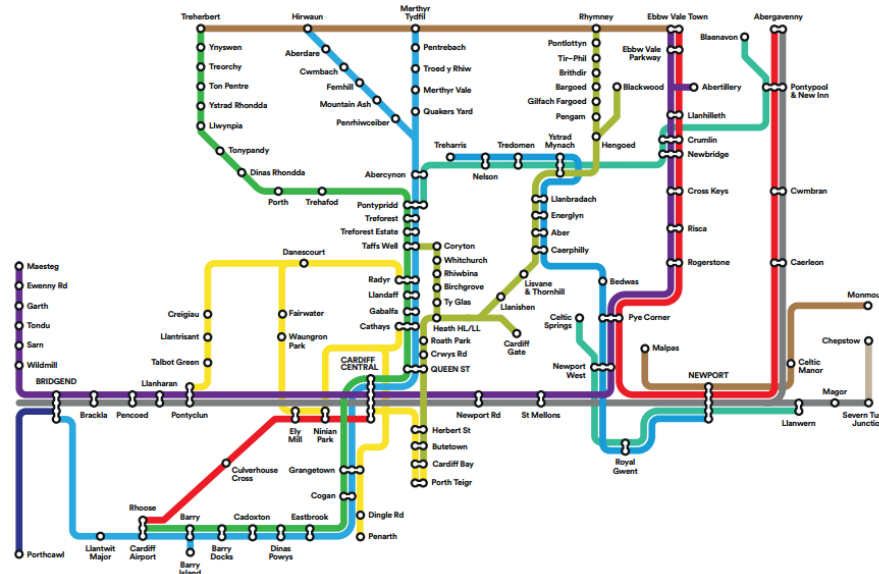 Treherbert
Hirwaun
Merthyr
Tydfil
Rhymney
Ebbw Vale Town
Abergavenny
Ynyswen
Treorchy
Ton Pentre
Ystrad Rhondda
Llwynpia
Tonypandy
Dinas Rhondda
Porth
Trehafod
Aberdare
Cwmbach
Fernhill
Mountain Ash
Penrhiwceiber
Pentrebach
Troed y Rhiw
Merthyr Vale
Quakers Yard
Abercynon
Pontypridd
Treforest
Treforest Estate
Taffs Well
Radyr
Llandaff
Gabalfa
Cathays
QUEEN ST
Pontlottyn
Tir-Phil
Brithdir
Bargoed
Gilfach Fargoed
Pengam
Blackwood
Hengoed
Ebbw Vale
Parkway
Abertillery
Llanhilleth
Crumlin
Newbridge
Cross Keys
Risca
Rogerstone
Pye Corner
Blaenavon
Pontypool
& New Inn
Cwmbran
Caerleon
Treharris
Nelson
Tredomen
Ystrad
Mynach
Llanbradach
Energlyn
Aber
Caerphilly
Lisvane
& Thornhill
Llanishen
Cardiff
Gate
Coryton
Whitchurch
Rhiwbina
Birchgrove
Ty Glas
Heath HL/LL
Roath Park
Crwys Rd
Bedwas
Celtic
Springs
Newport
West
Malpas
NEWPORT
Monmou
Chepstow
Celtic
Manor
Magor
Severn Tu
Junctio
Llanwern
Royal
Gwent
Maesteg
Ewenny Rd
Garth
Tondu
Sarn
Wildmill
BRIDGEND
Brackla
Pencoed
Llanharan
Pontyclun
Danescourt
Creigiau
Llantrisant
Talbot Green
Fairwater
Waungron
Park
CARDIFF
CENTRAL
Ely
Mill
Ninian
Park
Newport Rd
St Mellons
Herbert St
Butetown
Cardiff Bay
Porth Teigr
Culverhouse
Cross
Grangetown
Cogan
Dingle Rd
Penarth
Porthcawl
Llantwit
Major
Rhoose
Cardiff
Airport
Barry
Barry
Island
Barry
Docks
Cadoxton
Dinas
Powys
Eastbrook